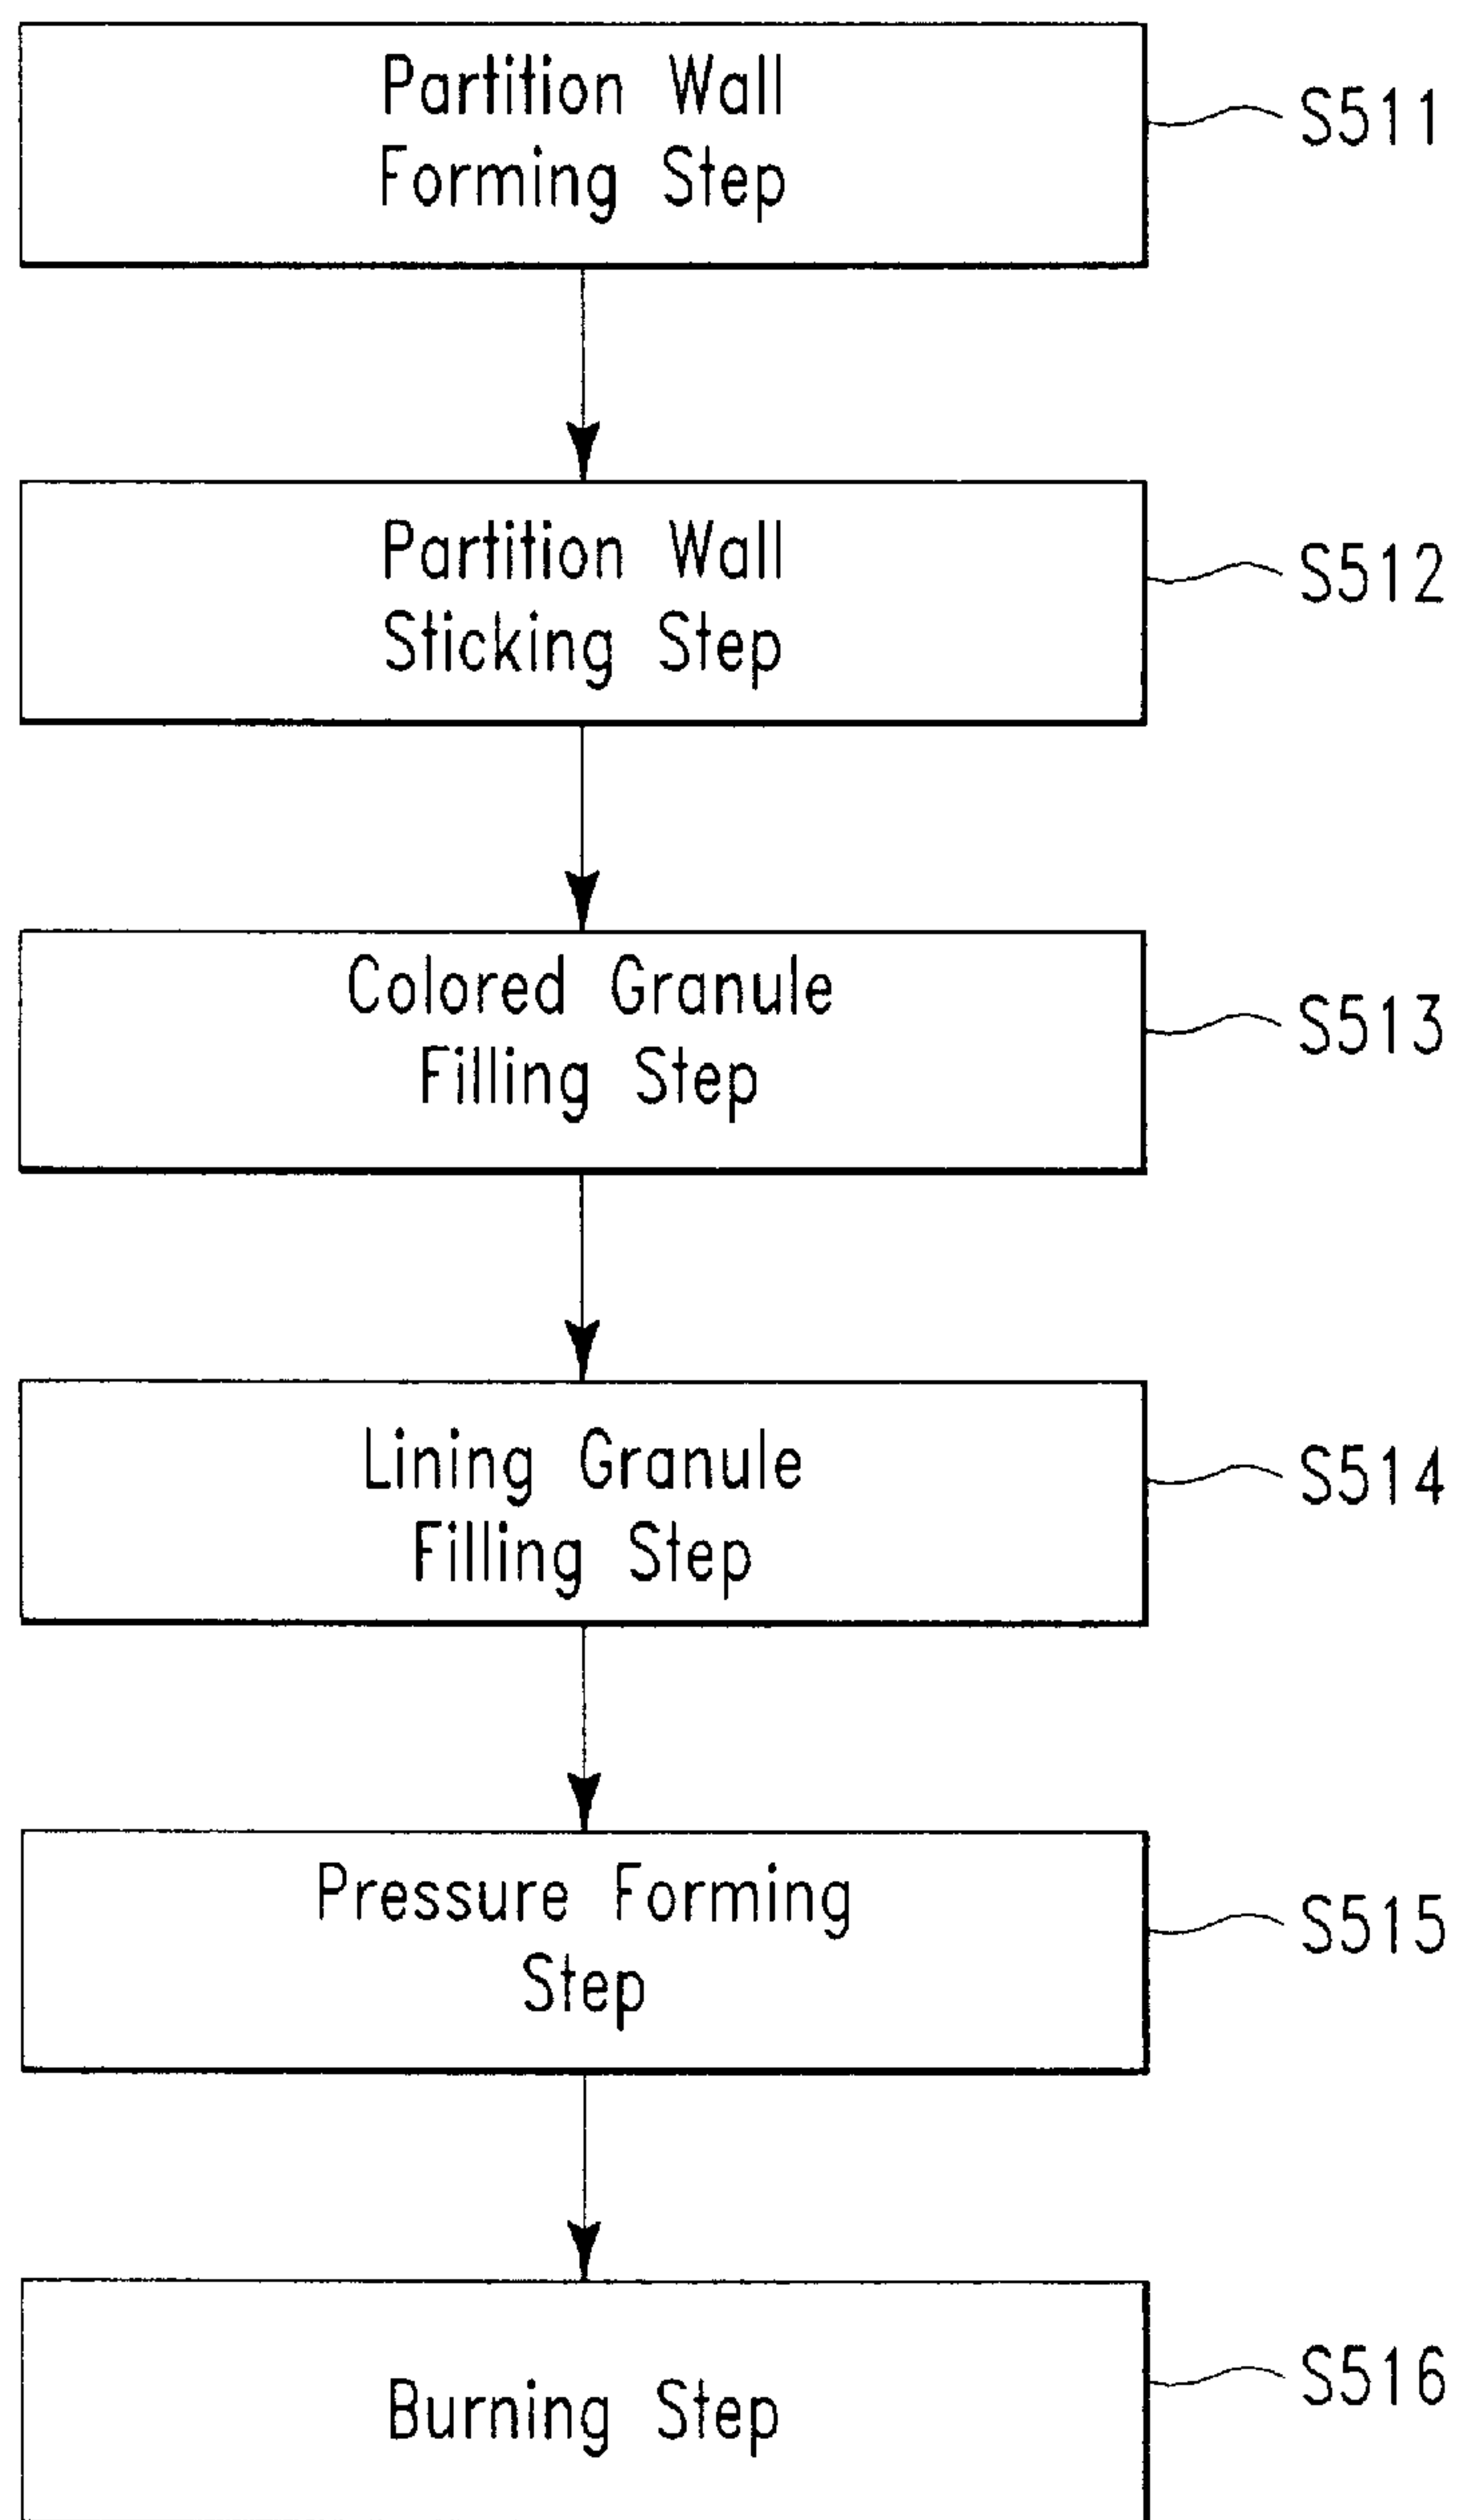 Partition Wall
Forming Step
S511
Partition Wall
Sticking Step
S512
Colored Granule
Filling Step
S513
Lining Granule
Filling Step
S514
Pressure Forming
Step
S515
Burning Step
S516